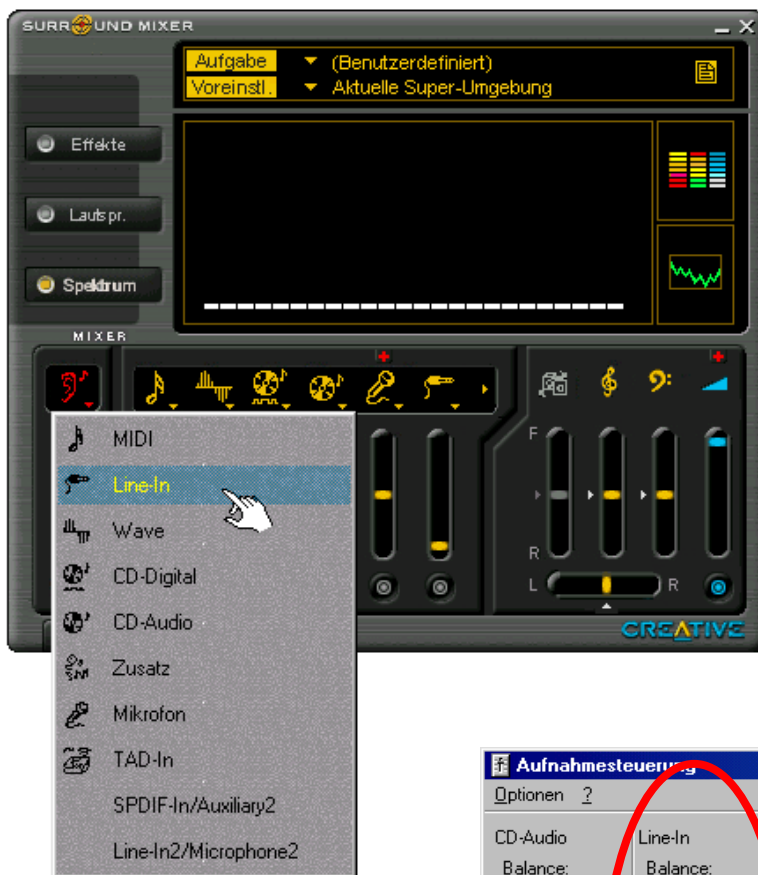 SURROUND MIXER
Aufgabe (Benutzerdefiniert)
Voreinstl. Aktuelle Super-Umgebung
Effekte
Lautspr.
Spektrum
MIXER
F
R
L R
CREATIVE
MIDI
Line-In
Wave
CD-Digital
CD-Audio
Zusatz
Mikrofon
TAD-In
SPDIF-In/Auxiliary2
Line-In2/Microphone2
Aufnahmesteuerung
Optionen ?
CD-Audio Line-In
Balance: Balance: